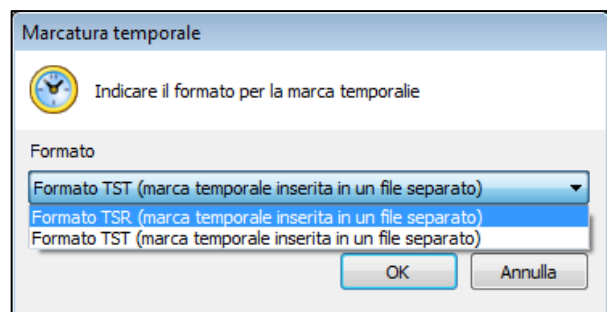 Marcatura temporale
Indicare il formato per la marca temporalie
Formato
Formato TST (marca temporale inserita in un file separato)
Formato TSR (marca temporale inserita in un file separato)
Formato TST (marca temporale inserita in un file separato)
OK Annulla